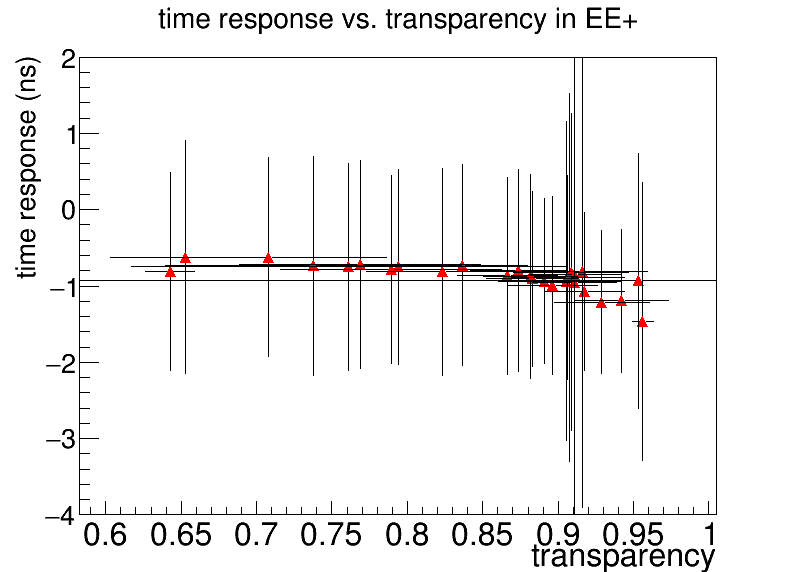 time response vs. transparency in EE+
time response (ns)
2
1
0
−1
−2
−3
−4
0.6 0.65 0.7 0.75 0.8 0.85 0.9 0.95 1
transparency